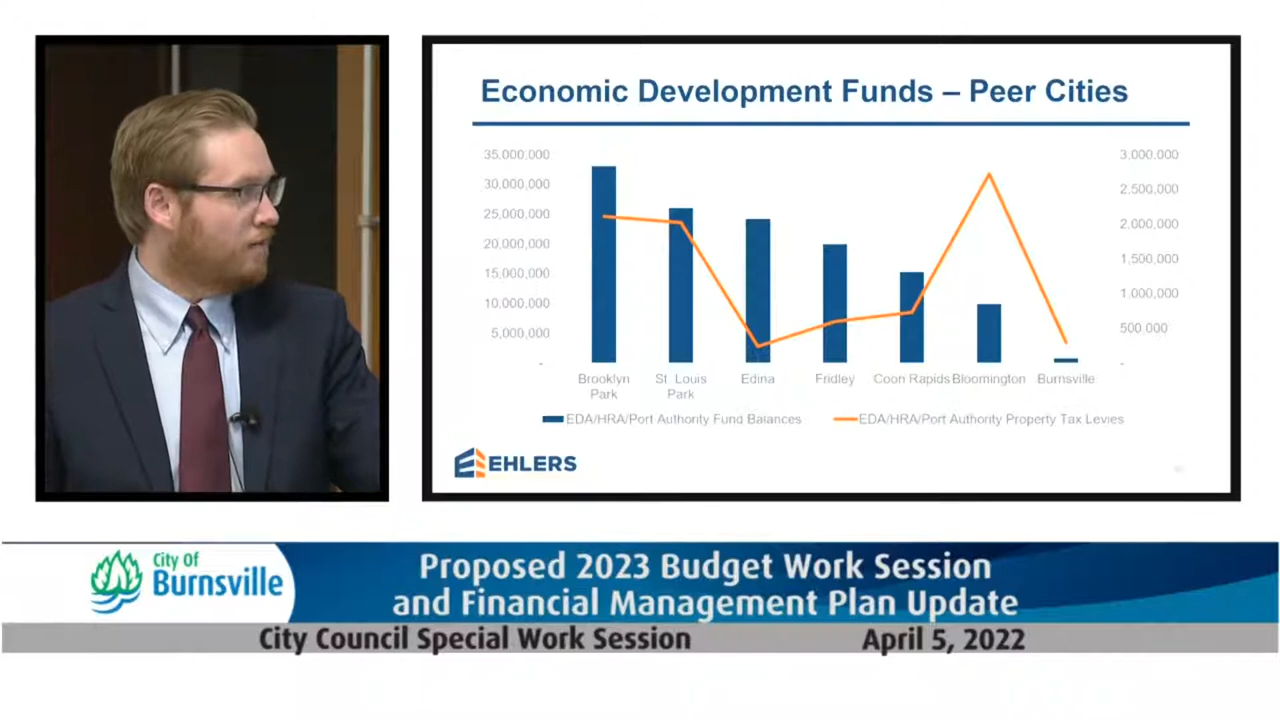 Economic Development Funds – Peer Cities
35,000,000
30,000,000
25,000,000
20,000,000
15,000,000
10,000,000
5,000,000
-
3,000,000
2,500,000
2,000,000
1,500,000
1,000,000
500,000
-
Brooklyn
Park
St. Louis
Park
Edina
Fridley
Coon Rapids
Bloomington
Burnsville
EDA/HRA/Port Authority Fund Balances
EDA/HRA/Port Authority Property Tax Levies
EHLERS
City Of
Burnsville
Proposed 2023 Budget Work Session
and Financial Management Plan Update
City Council Special Work Session
April 5, 2022